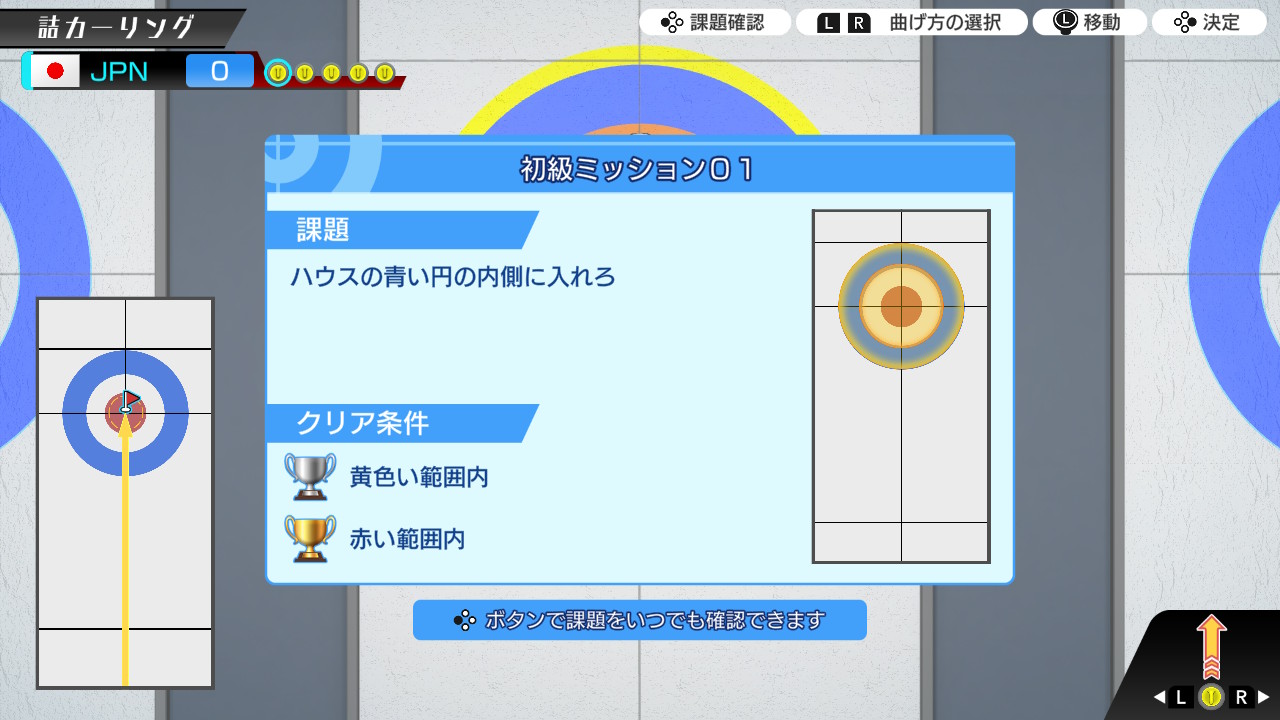 詰カーリング
課題確認
L R 曲げ方の選択
L 移動
決定
JPN 0
初級ミッション01
課題
ハウスの青い円の内側に入れろ
クリア条件
黄色い範囲内
赤い範囲内
ボタンで課題をいつでも確認できます
L R